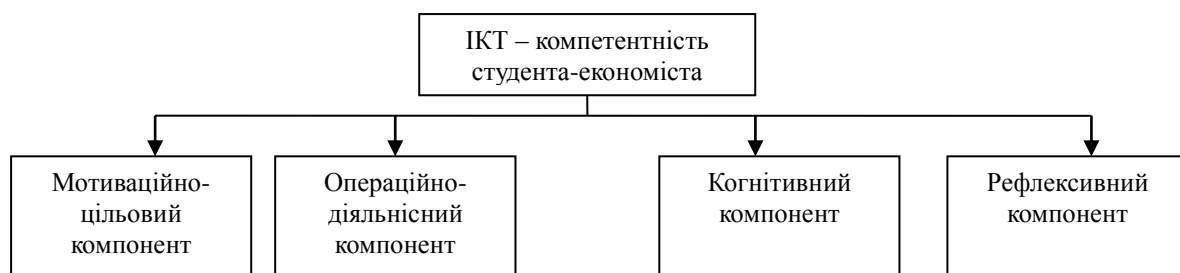 ІКТ – компетентність
студента-економіста
Мотиваційно-
цільовий
компонент
Операційно-
діяльнісний
компонент
Когнітивний
компонент
Рефлексивний
компонент